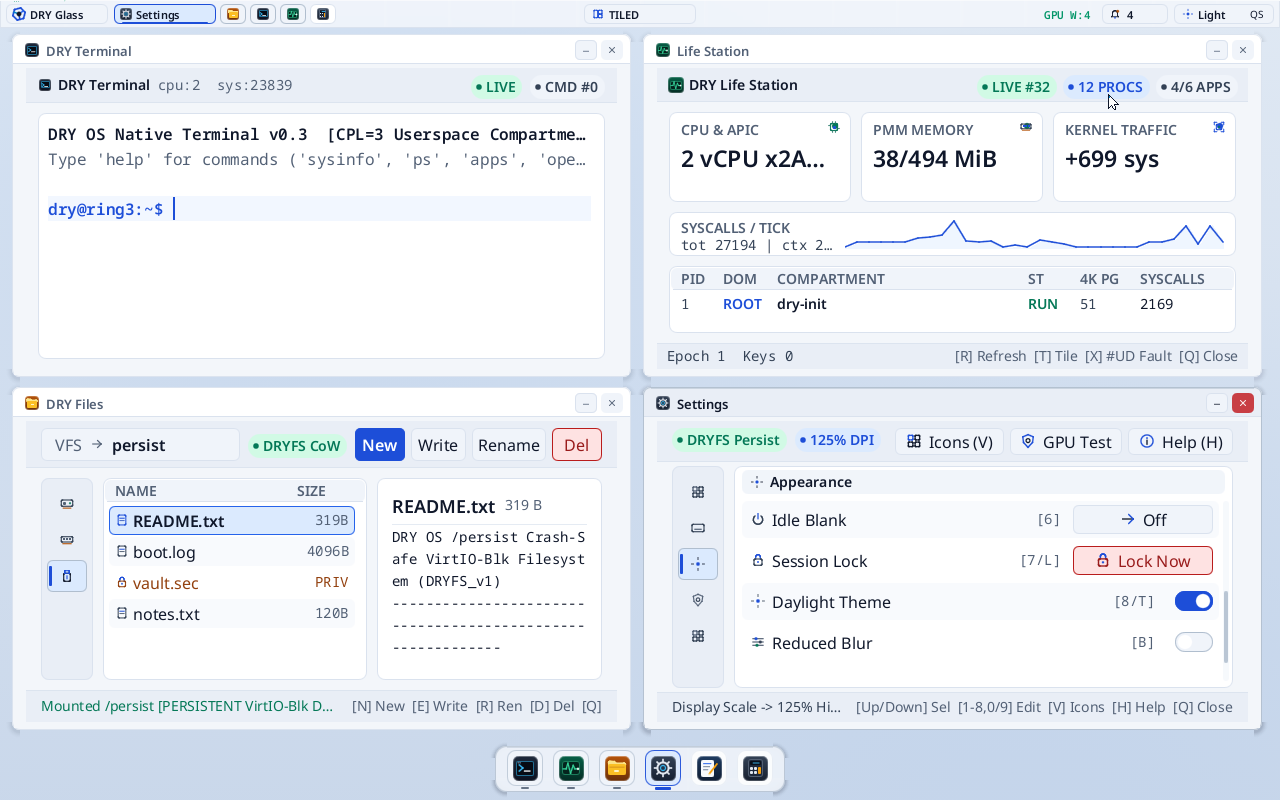 DRY Glass Settings TILED GPU W:4 4 Light QS
DRY Terminal
DRY Terminal cpu:2 sys:23839 LIVE CMD #0
DRY OS Native Terminal v0.3 [CPL=3 Userspace Compartme…
Type 'help' for commands ('sysinfo', 'ps', 'apps', 'ope…
dry@ring3:~$
Life Station
DRY Life Station LIVE #32 12 PROCS 4/6 APPS
CPU & APIC PMM MEMORY KERNEL TRAFFIC
2 vCPU x2A... 38/494 MiB +699 sys
SYSCALLS / TICK
tot 27194 | ctx 2…
PID DOM COMPARTMENT ST 4K PG SYSCALLS
1 ROOT dry-init RUN 51 2169
Epoch 1 Keys 0 [R] Refresh [T] Tile [X] #UD Fault [Q] Close
DRY Files
VFS → persist DRYFS CoW New Write Rename Del
NAME SIZE
README.txt 319B
boot.log 4096B
vault.sec PRIV
notes.txt 120B
README.txt 319 B
DRY OS /persist Crash-S
afe VirtIO-Blk Filesyst
em (DRYFS_v1)
-----------------------
-----------------------
-------------
Mounted /persist [PERSISTENT VirtIO-Blk D... [N] New [E] Write [R] Ren [D] Del [Q]
Settings
DRYFS Persist 125% DPI Icons (V) GPU Test Help (H)
Appearance
Idle Blank [6] → Off
Session Lock [7/L] Lock Now
Daylight Theme [8/T]
Reduced Blur [B]
Display Scale -> 125% Hi... [Up/Down] Sel [1-8,0/9] Edit [V] Icons [H] Help [Q] Close